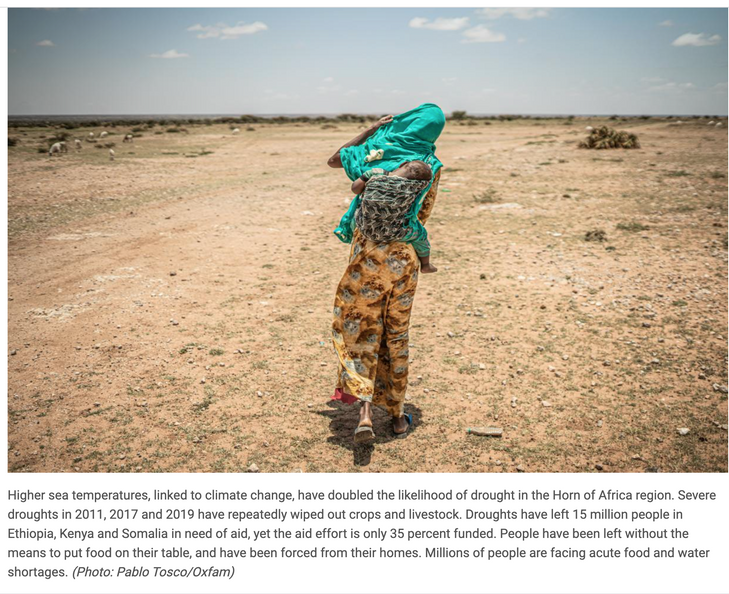 Higher sea temperatures, linked to climate change, have doubled the likelihood of drought in the Horn of Africa region. Severe
droughts in 2011, 2017 and 2019 have repeatedly wiped out crops and livestock. Droughts have left 15 million people in
Ethiopia, Kenya and Somalia in need of aid, yet the aid effort is only 35 percent funded. People have been left without the
means to put food on their table, and have been forced from their homes. Millions of people are facing acute food and water
shortages. (Photo: Pablo Tosco/Oxfam)